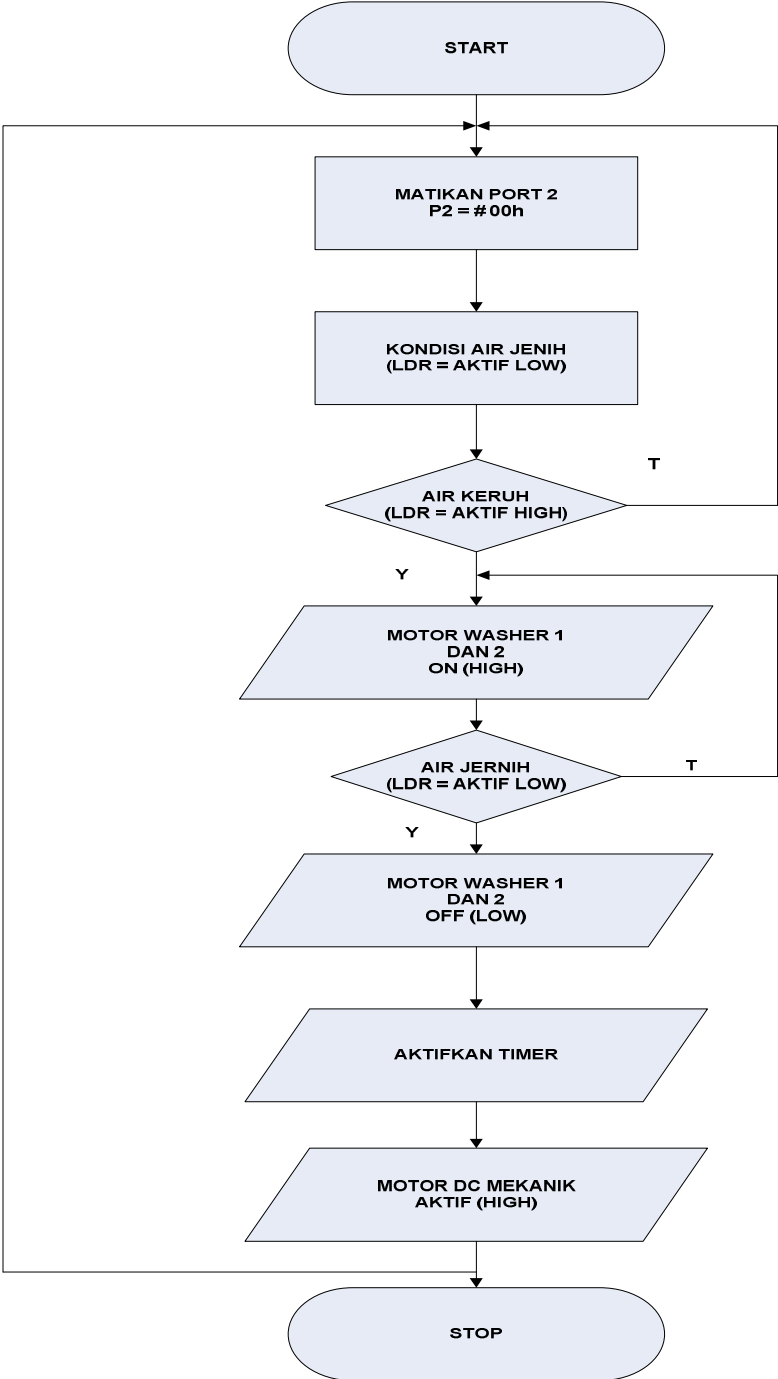 START
MATIKAN PORT 2
P2 = # 00h
KONDISI AIR JENIH
(LDR = AKTIF LOW)
T
AIR KERUH
(LDR = AKTIF HIGH)
Y
MOTOR WASHER 1
DAN 2
ON (HIGH)
AIR JERNIH
(LDR = AKTIF LOW)
T
Y
MOTOR WASHER 1
DAN 2
OFF (LOW)
AKTIFKAN TIMER
MOTOR DC MEKANIK
AKTIF (HIGH)
STOP